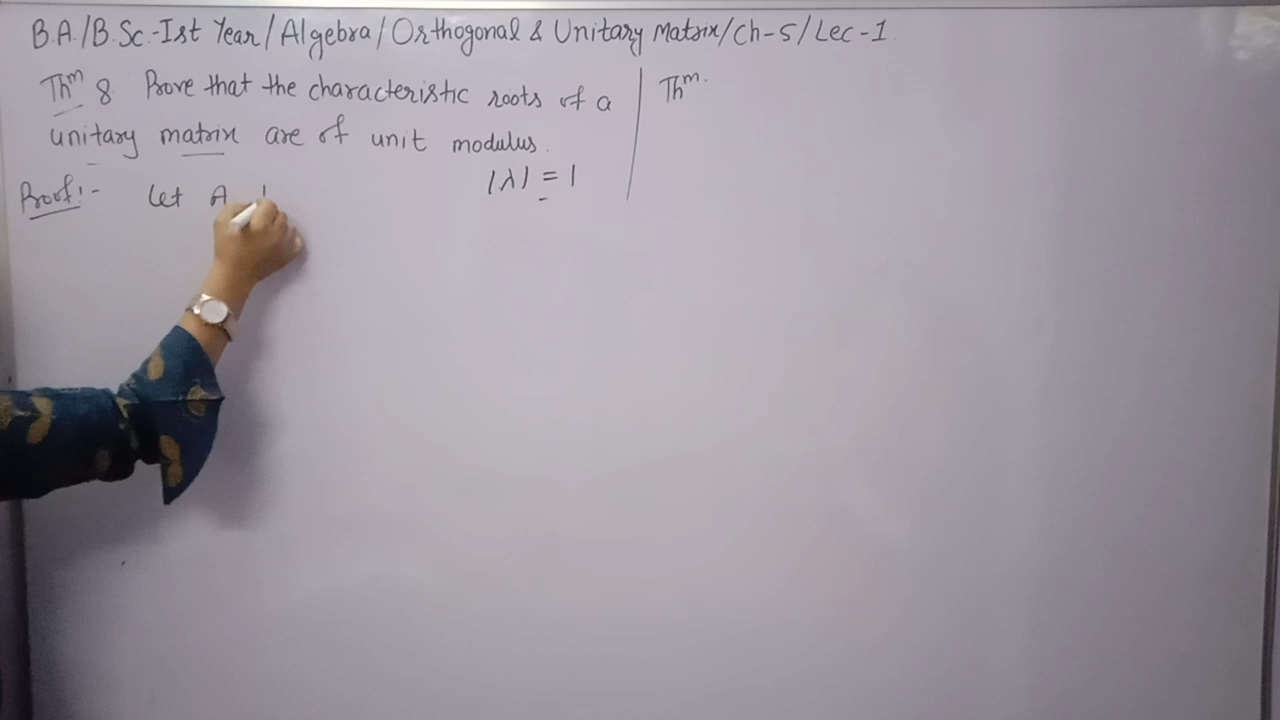 B.A./B.Sc.-Ist Year/Algebra/Orthogonal & Unitary Matrix/Ch-5/Lec-1
Thm 8 Prove that the characteristic roots of a
unitary matrix are of unit modulus.
|λ| = 1
Proof:- Let A
Thm.